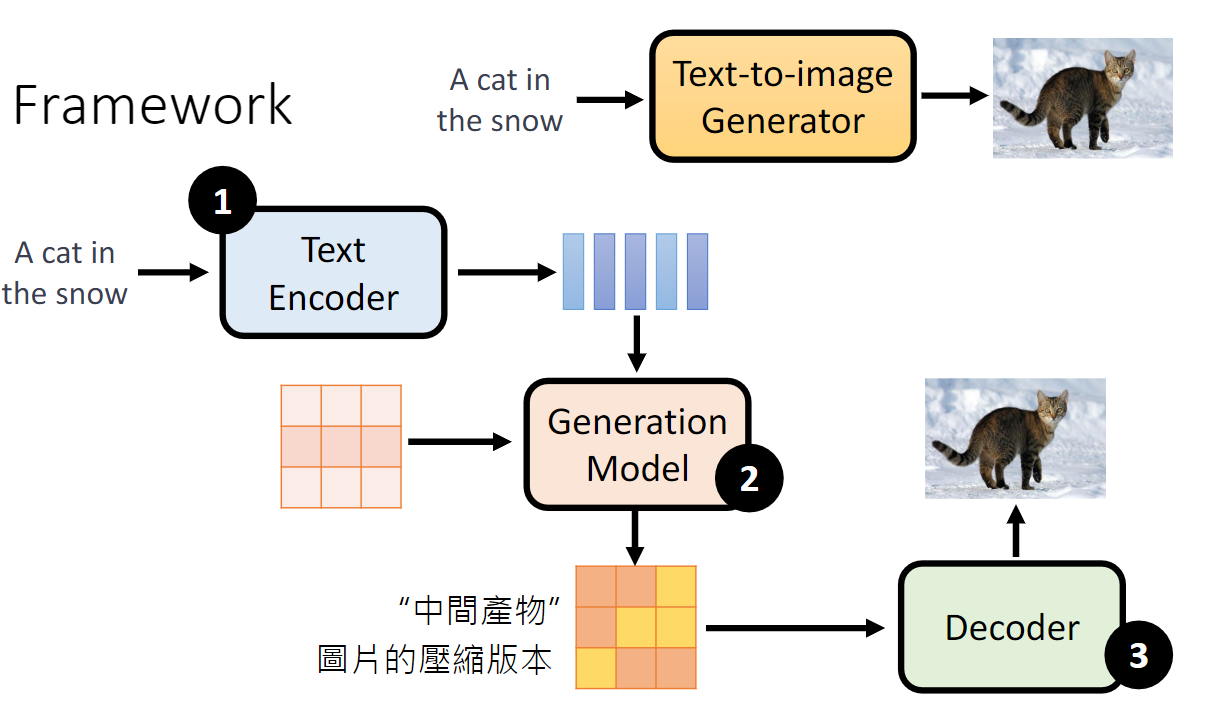 Framework
A cat in
the snow
Text-to-image
Generator
1
A cat in
the snow
Text
Encoder
Generation
Model
2
“中間產物”
圖片的壓縮版本
Decoder
3